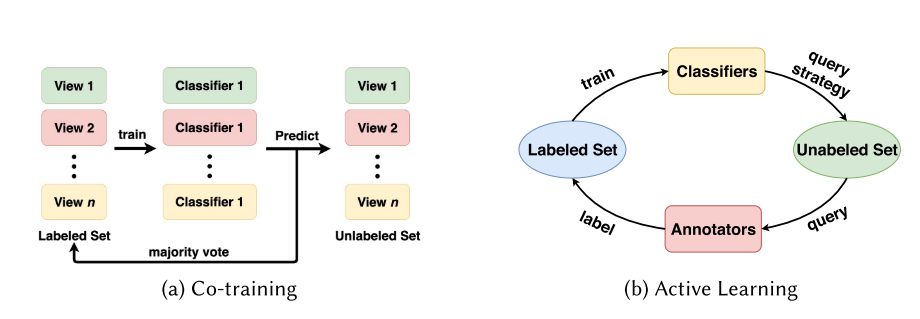 View 1
Classifier 1
View 1
View 2
train
Classifier 1
Predict
View 2
View n
Classifier 1
View n
Labeled Set
Unlabeled Set
majority vote
(a) Co-training
Classifiers
train
query
strategy
Labeled Set
Unabeled Set
label
Annotators
query
(b) Active Learning